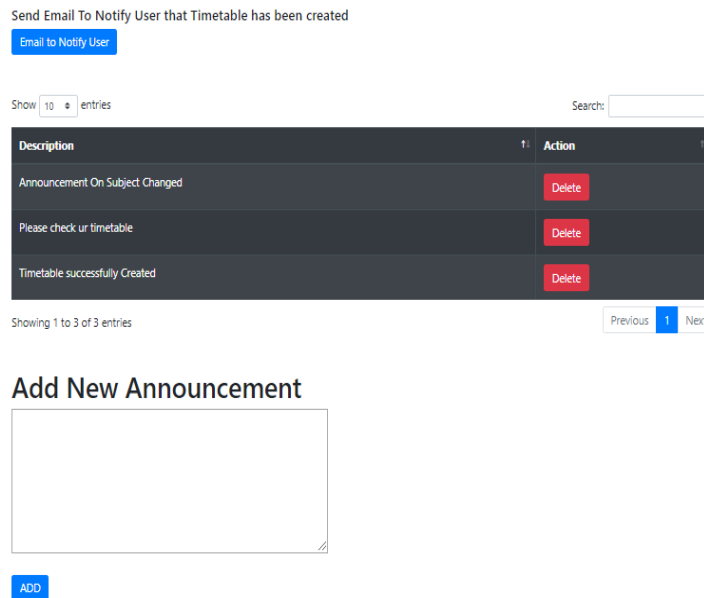 Send Email To Notify User that Timetable has been created
Email to Notify User
Show 10 entries Search:
Description Action
Announcement On Subject Changed Delete
Please check ur timetable Delete
Timetable successfully Created Delete
Showing 1 to 3 of 3 entries Previous 1 Nex
Add New Announcement
ADD